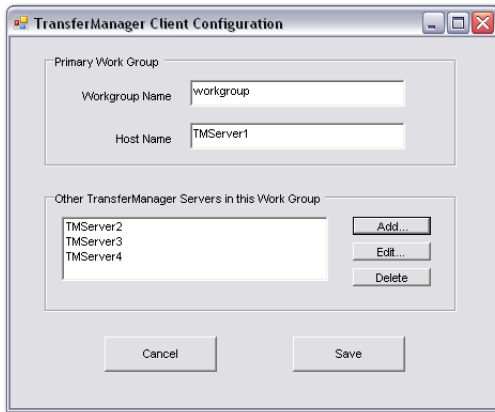 TransferManager Client Configuration
Primary Work Group
Workgroup Name workgroup
Host Name TMServer1
Other TransferManager Servers in this Work Group
TMServer2
TMServer3
TMServer4
Add...
Edit...
Delete
Cancel Save